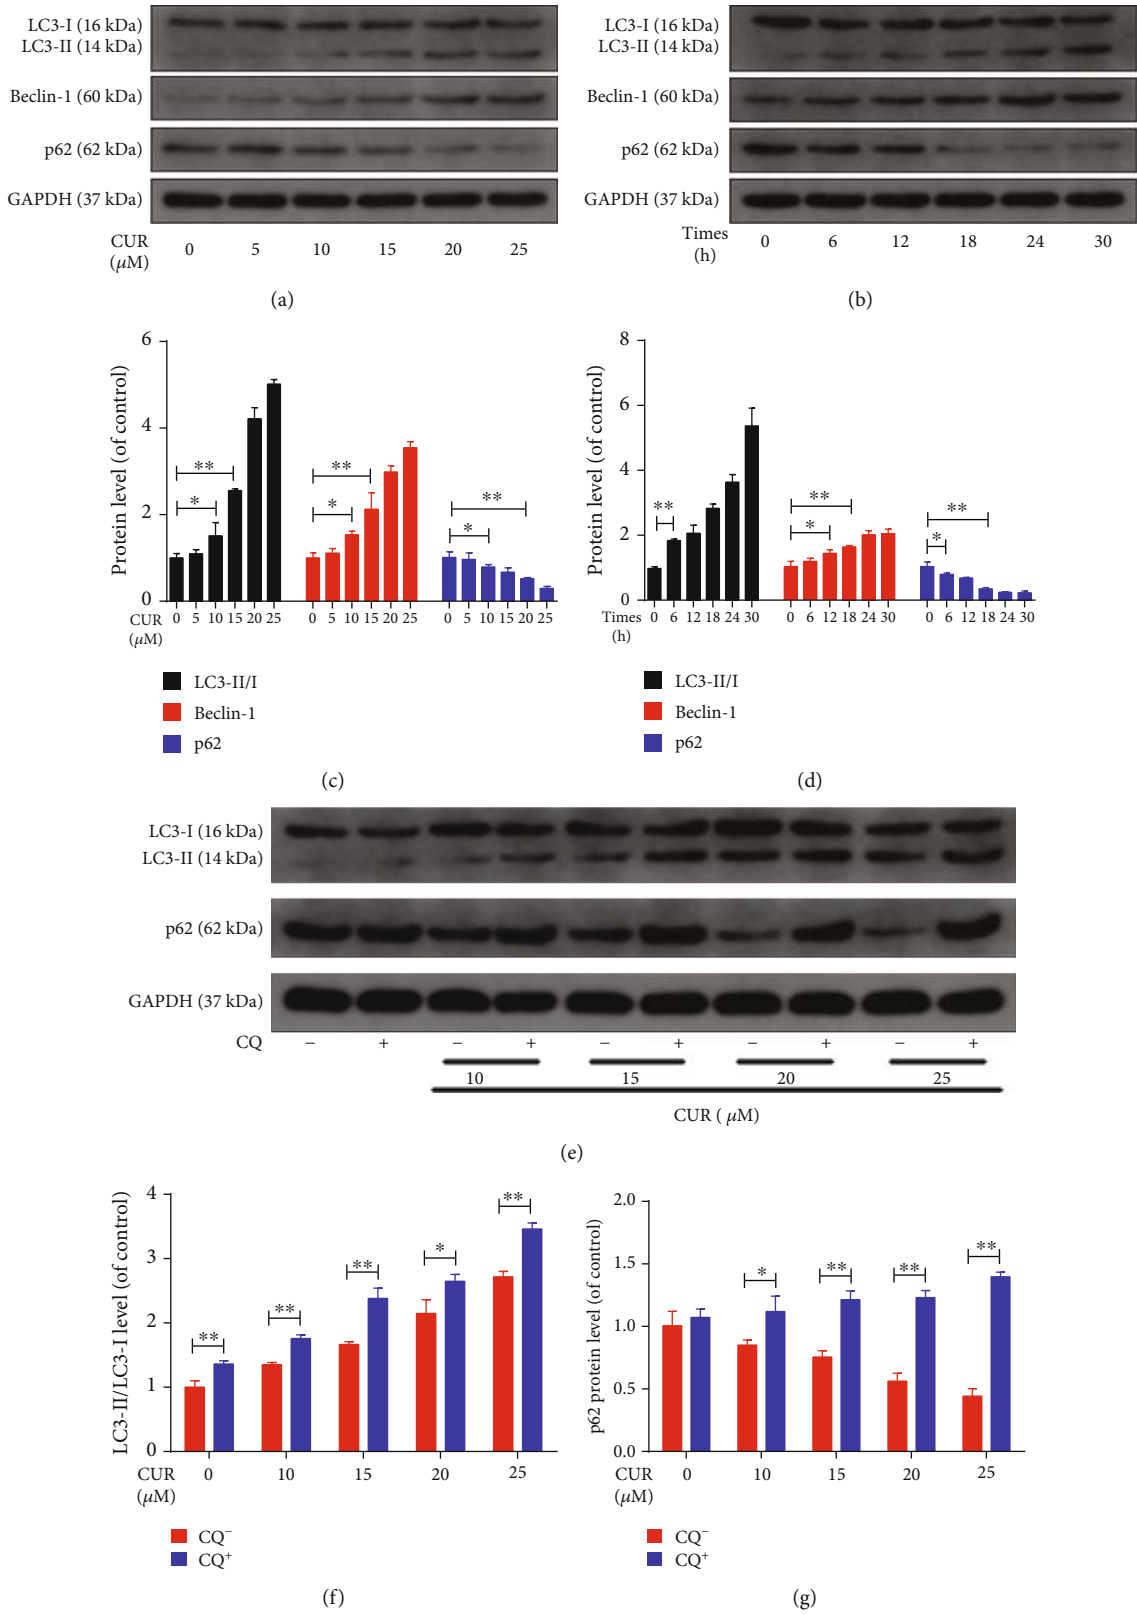 LC3-I (16 kDa)
LC3-II (14 kDa)
Beclin-1 (60 kDa)
p62 (62 kDa)
GAPDH (37 kDa)
CUR (μM) 0 5 10 15 20 25
(a)
LC3-I (16 kDa)
LC3-II (14 kDa)
Beclin-1 (60 kDa)
p62 (62 kDa)
GAPDH (37 kDa)
Times (h) 0 6 12 18 24 30
(b)
Protein level (of control)
6
4
2
0
** * ** * ** *
CUR (μM) 0 5 10 15 20 25 0 5 10 15 20 25 0 5 10 15 20 25
LC3-II/I
Beclin-1
p62
(c)
Protein level (of control)
8
6
4
2
0
** ** * ** *
Times (h) 0 6 12 18 24 30 0 6 12 18 24 30 0 6 12 18 24 30
LC3-II/I
Beclin-1
p62
(d)
LC3-I (16 kDa)
LC3-II (14 kDa)
p62 (62 kDa)
GAPDH (37 kDa)
CQ − + − + − + − + − +
10 15 20 25
CUR ( μM)
(e)
LC3-II/LC3-I level (of control)
4
3
2
1
0
** ** ** * **
CUR (μM) 0 10 15 20 25
CQ⁻
CQ⁺
(f)
p62 protein level (of control)
2.0
1.5
1.0
0.5
0.0
* ** ** **
CUR (μM) 0 10 15 20 25
CQ⁻
CQ⁺
(g)